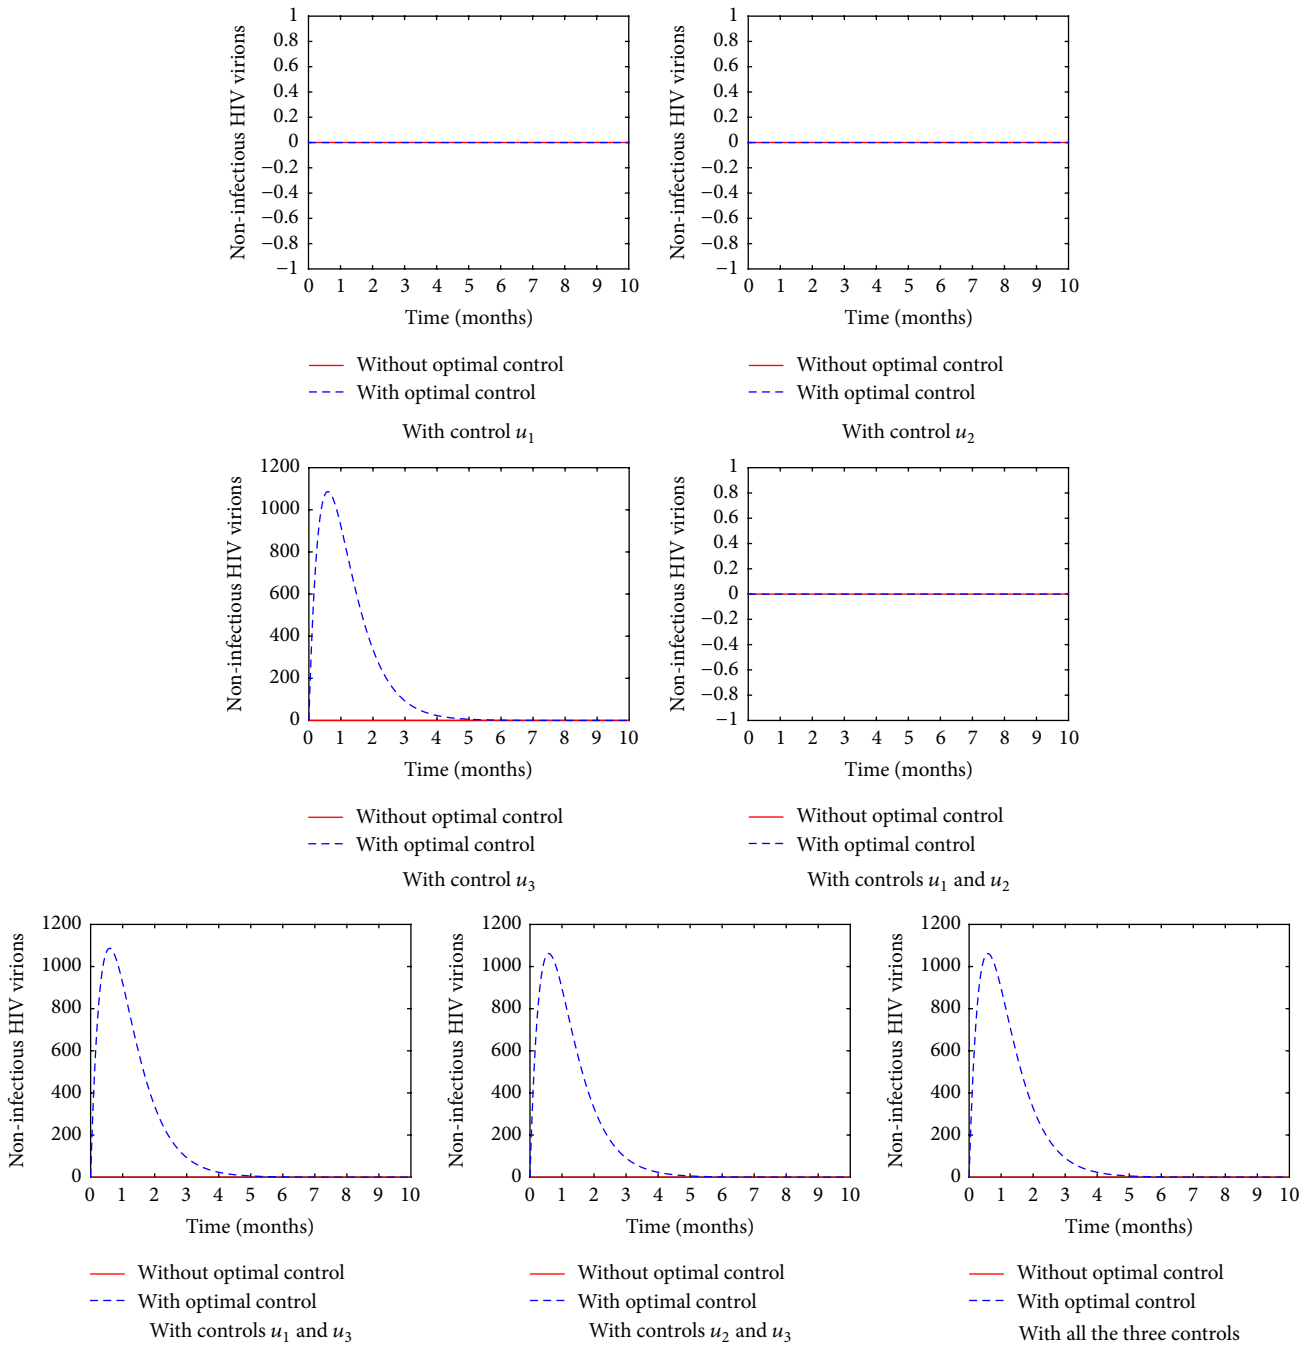 Non-infectious HIV virions
1
0.8
0.6
0.4
0.2
0
−0.2
−0.4
−0.6
−0.8
−1
0 1 2 3 4 5 6 7 8 9 10
Time (months)
Without optimal control
With optimal control
With control u1
Non-infectious HIV virions
1
0.8
0.6
0.4
0.2
0
−0.2
−0.4
−0.6
−0.8
−1
0 1 2 3 4 5 6 7 8 9 10
Time (months)
Without optimal control
With optimal control
With control u2
Non-infectious HIV virions
1200
1000
800
600
400
200
0
0 1 2 3 4 5 6 7 8 9 10
Time (months)
Without optimal control
With optimal control
With control u3
Non-infectious HIV virions
1
0.8
0.6
0.4
0.2
0
−0.2
−0.4
−0.6
−0.8
−1
0 1 2 3 4 5 6 7 8 9 10
Time (months)
Without optimal control
With optimal control
With controls u1 and u2
Non-infectious HIV virions
1200
1000
800
600
400
200
0
0 1 2 3 4 5 6 7 8 9 10
Time (months)
Without optimal control
With optimal control
With controls u1 and u3
Non-infectious HIV virions
1200
1000
800
600
400
200
0
0 1 2 3 4 5 6 7 8 9 10
Time (months)
Without optimal control
With optimal control
With controls u2 and u3
Non-infectious HIV virions
1200
1000
800
600
400
200
0
0 1 2 3 4 5 6 7 8 9 10
Time (months)
Without optimal control
With optimal control
With all the three controls